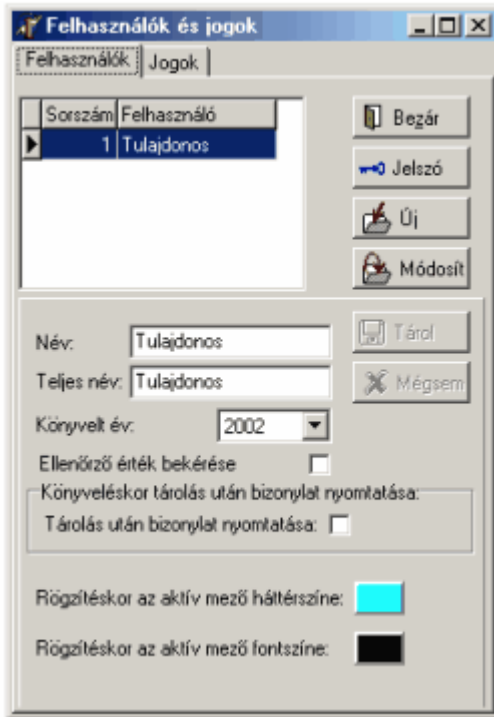 Felhasználók és jogok
Felhasználók Jogok
Sorszám Felhasználó
1 Tulajdonos
Bezár
Jelszó
Új
Módosít
Tárol
Mégsem
Név: Tulajdonos
Teljes név: Tulajdonos
Könyvelt év: 2002
Ellenőrző érték bekérése
Könyveléskor tárolás után bizonylat nyomtatása:
Tárolás után bizonylat nyomtatása:
Rögzítéskor az aktív mező háttérszíne:
Rögzítéskor az aktív mező fontszíne: